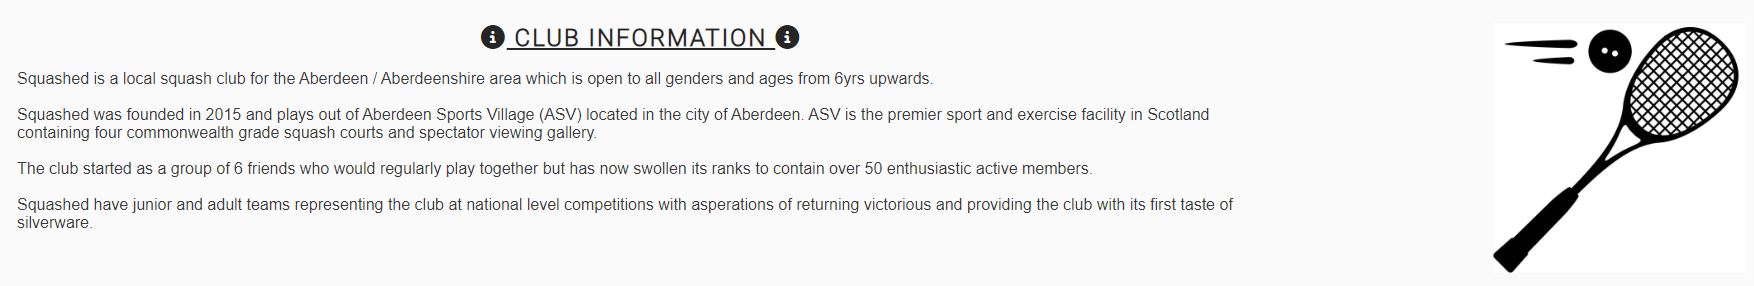 CLUB INFORMATION
Squashed is a local squash club for the Aberdeen / Aberdeenshire area which is open to all genders and ages from 6yrs upwards.
Squashed was founded in 2015 and plays out of Aberdeen Sports Village (ASV) located in the city of Aberdeen. ASV is the premier sport and exercise facility in Scotland
containing four commonwealth grade squash courts and spectator viewing gallery.
The club started as a group of 6 friends who would regularly play together but has now swollen its ranks to contain over 50 enthusiastic active members.
Squashed have junior and adult teams representing the club at national level competitions with asperations of returning victorious and providing the club with its first taste of
silverware.